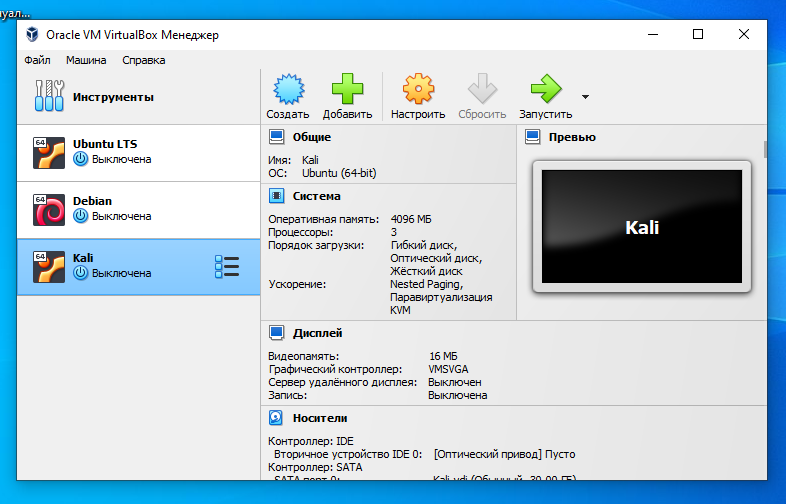 уал...
Oracle VM VirtualBox Менеджер
Файл Машина Справка
Инструменты
Создать Добавить Настроить Сбросить Запустить
64
Ubuntu LTS
Выключена
64
Debian
Выключена
64
Kali
Выключена
Общие
Имя: Kali
ОС: Ubuntu (64-bit)
Система
Оперативная память: 4096 МБ
Процессоры: 3
Порядок загрузки: Гибкий диск,
Оптический диск,
Жёсткий диск
Ускорение: Nested Paging,
Паравиртуализация
KVM
Превью
Kali
Дисплей
Видеопамять: 16 МБ
Графический контроллер: VMSVGA
Сервер удалённого дисплея: Выключен
Запись: Выключена
Носители
Контроллер: IDE
Вторичное устройство IDE 0: [Оптический привод] Пусто
Контроллер: SATA
SATA порт 0: Kali.vdi (Обычный, 30,00 ГБ)